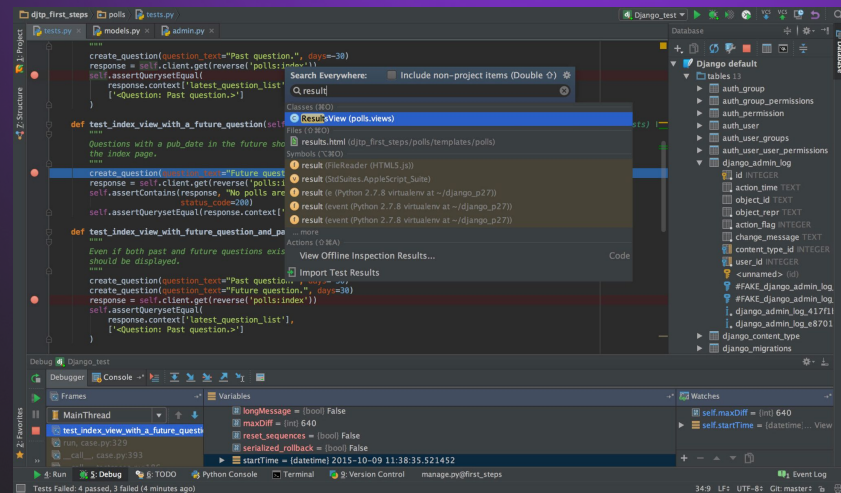 djtp_first_steps polls tests.py
Django_test
VCS VCS
tests.py × models.py × admin.py ×
Database
1: Project
Z: Structure
2: Favorites
Database
"""
create_question(question_text="Past question.", days=-30)
response = self.client.get(reverse('polls:index'))
self.assertQuerysetEqual(
response.context['latest_question_list'
['<Question: Past question.>']
)
def test_index_view_with_a_future_question(self
"""
Questions with a pub_date in the future sho
the index page.
"""
create_question(question_text="Future quest
response = self.client.get(reverse('polls:i
self.assertContains(response, "No polls are
status_code=200)
self.assertQuerysetEqual(response.context['
def test_index_view_with_future_question_and_pa
"""
Even if both past and future questions exis
should be displayed.
"""
create_question(question_text="Past question.", days=-30)
create_question(question_text="Future question.", days=30)
response = self.client.get(reverse('polls:index'))
self.assertQuerysetEqual(
response.context['latest_question_list'],
['<Question: Past question.>']
)
Search Everywhere: Include non-project items (Double ⇧)
result
Classes (⌘O)
ResultsView (polls.views)
Files (⇧⌘O)
results.html (djtp_first_steps/polls/templates/polls)
Symbols (⌥⌘O)
result (FileReader (HTML5.js))
result (StdSuites.AppleScript_Suite)
result (e (Python 2.7.8 virtualenv at ~/django_p27))
result (event (Python 2.7.8 virtualenv at ~/django_p27))
result (event (Python 2.7.8 virtualenv at ~/django_p27))
... more
Actions (⇧⌘A)
View Offline Inspection Results... Code
Import Test Results
Django default
tables 13
auth_group
auth_group_permissions
auth_permission
auth_user
auth_user_groups
auth_user_user_permissions
django_admin_log
id INTEGER
action_time TEXT
object_id TEXT
object_repr TEXT
action_flag INTEGER
change_message TEXT
content_type_id INTEGER
user_id INTEGER
<unnamed> (id)
#FAKE_django_admin_log_
#FAKE_django_admin_log_
django_admin_log_417f1
django_admin_log_e8701
django_content_type
django_migrations
Debug Django_test
Debugger Console
Frames
MainThread
test_index_view_with_a_future_questi
run, case.py:329
__call__, case.py:393
Variables
longMessage = {bool} False
maxDiff = {int} 640
reset_sequences = {bool} False
serialized_rollback = {bool} False
startTime = {datetime} 2015-10-09 11:38:35.521452
Watches
self.maxDiff = {int} 640
self.startTime = {datetime}... View
4: Run 5: Debug 6: TODO Python Console Terminal 9: Version Control manage.py@first_steps
1 Event Log
Tests Failed: 4 passed, 3 failed (4 minutes ago)
34:9 LF÷ UTF-8÷ Git: master÷